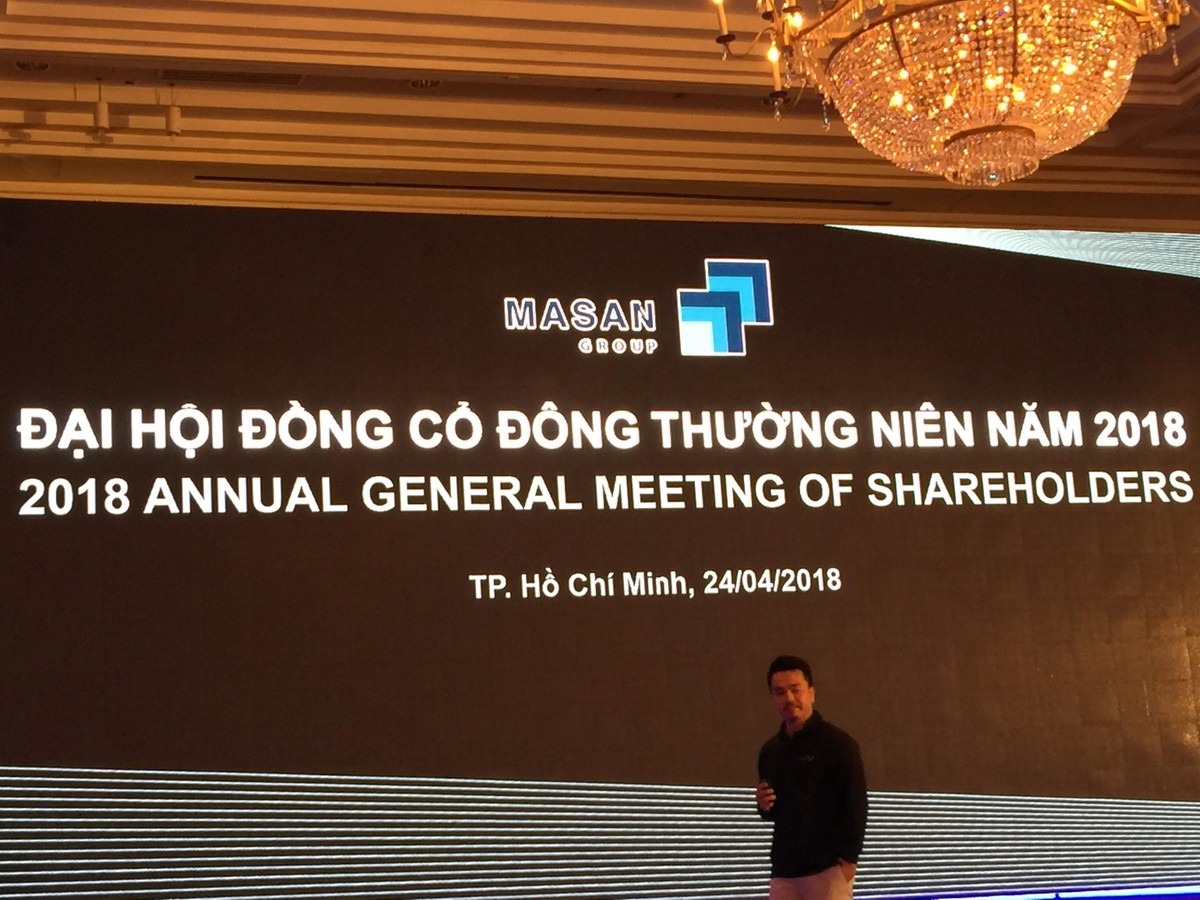 MASAN
GROUP
ĐẠI HỘI ĐỒNG CỔ ĐÔNG THƯỜNG NIÊN NĂM 2018
2018 ANNUAL GENERAL MEETING OF SHAREHOLDERS
TP. Hồ Chí Minh, 24/04/2018